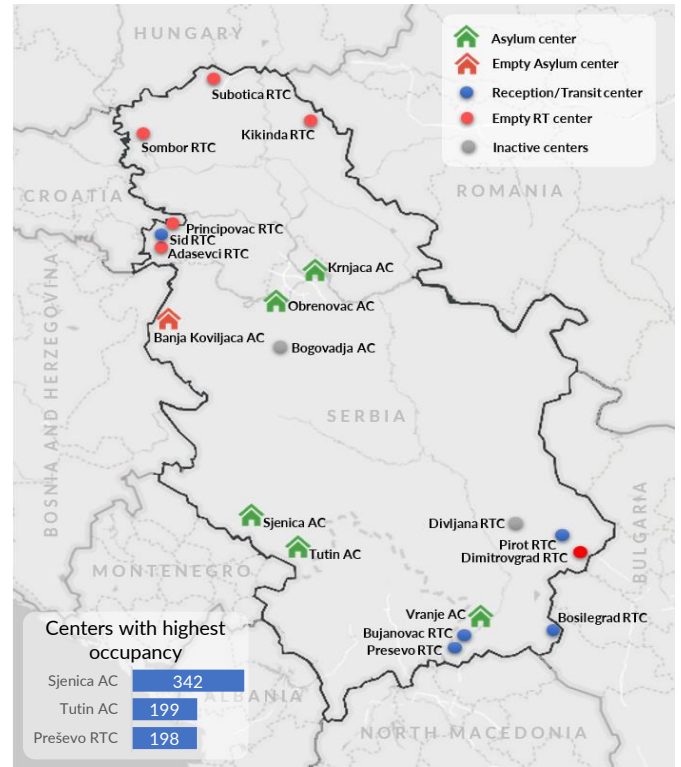 HUNGARY
Asylum center
Empty Asylum center
Reception/Transit center
Empty RT center
Inactive centers
Subotica RTC
Kikinda RTC
Sombor RTC
ROMANIA
CROATIA
Principovac RTC
Sid RTC
Adasevci RTC
Krnjaca AC
Obrenovac AC
Banja Koviljaca AC
Bogovadja AC
BOSNIA AND HERZEGOVINA
SERBIA
Sjenica AC
Tutin AC
Divljana RTC
Pirot RTC
Dimitrovgrad RTC
BULGARIA
MONTENEGRO
Vranje AC
Bujanovac RTC
Presevo RTC
Bosilegrad RTC
Centers with highest
occupancy
Sjenica AC 342
Tutin AC 199
Preševo RTC 198
ALBANIA
NORTH MACEDONIA